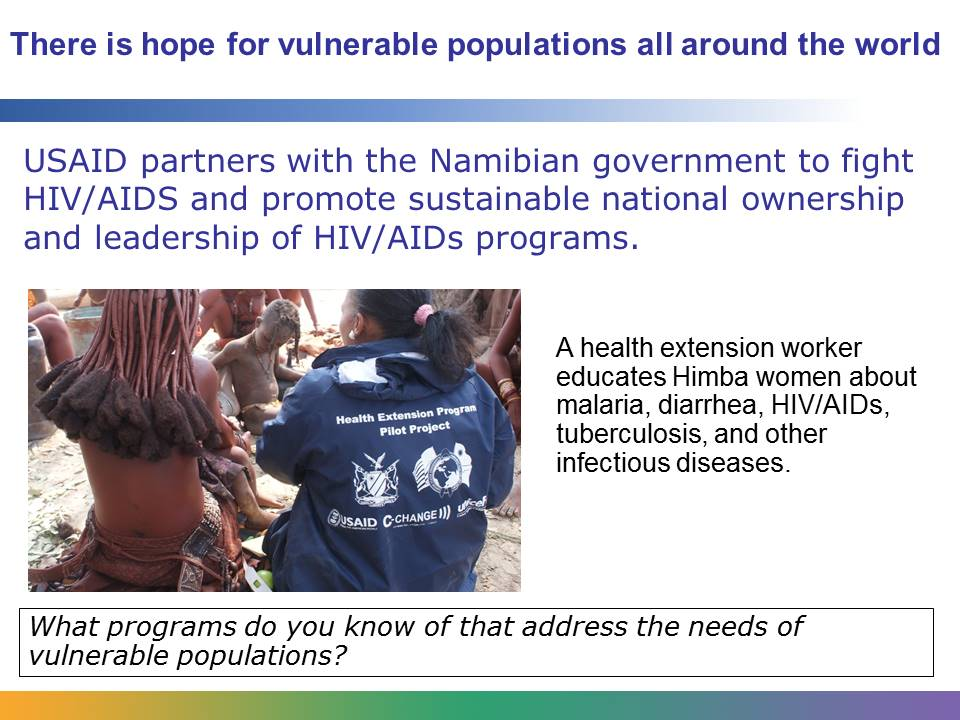 There is hope for vulnerable populations all around the world
USAID partners with the Namibian government to fight
HIV/AIDS and promote sustainable national ownership
and leadership of HIV/AIDs programs.
Health Extension Program
Pilot Project
USAID C-CHANGE))) unicef
A health extension worker
educates Himba women about
malaria, diarrhea, HIV/AIDs,
tuberculosis, and other
infectious diseases.
What programs do you know of that address the needs of
vulnerable populations?